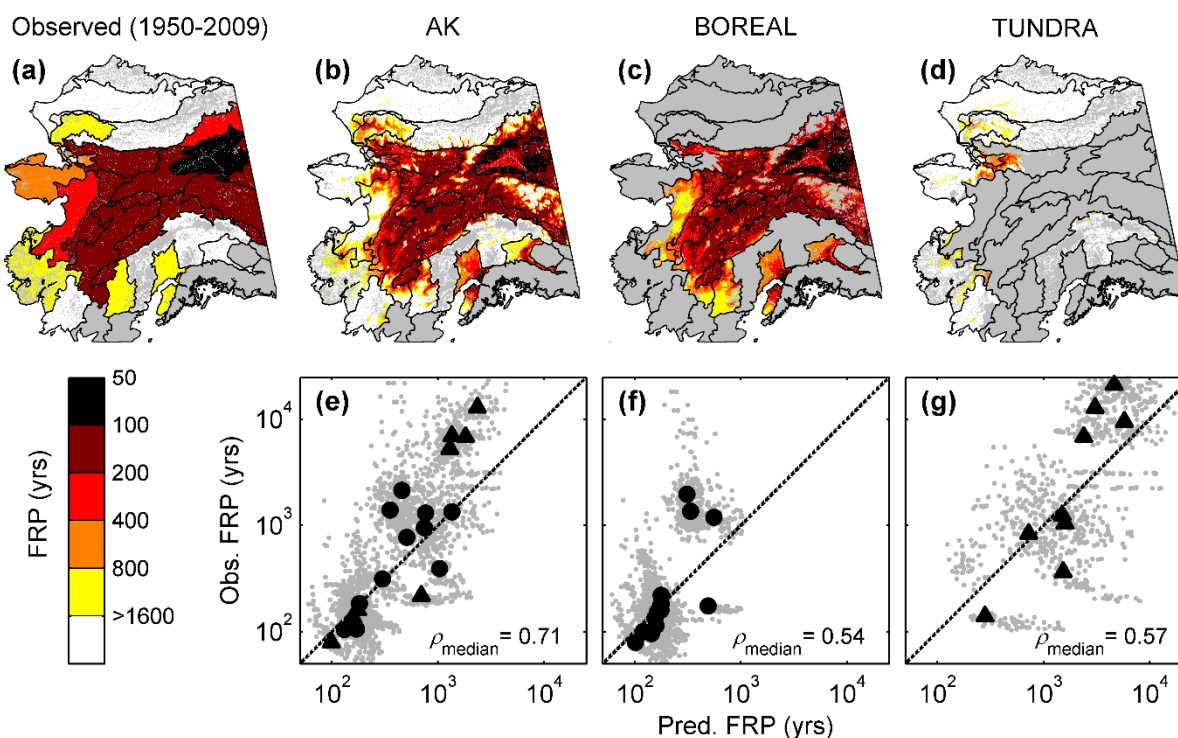 Observed (1950-2009) AK BOREAL TUNDRA
(a) (b) (c) (d)
FRP (yrs)
50
100
200
400
800
>1600
Obs. FRP (yrs)
10^4
10^3
10^2
(e) (f) (g)
ρmedian = 0.71 ρmedian = 0.54 ρmedian = 0.57
10^2 10^3 10^4 10^2 10^3 10^4 10^2 10^3 10^4
Pred. FRP (yrs)